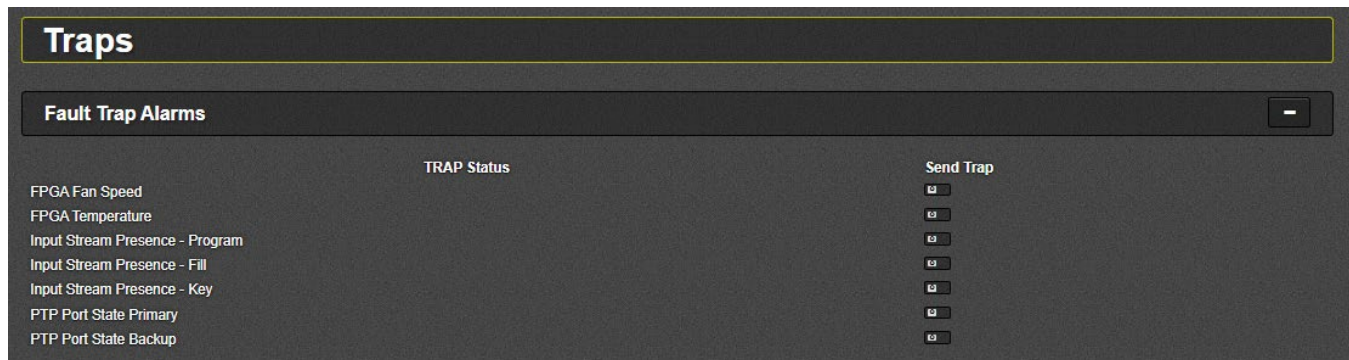 Traps
Fault Trap Alarms
TRAP Status Send Trap
FPGA Fan Speed
FPGA Temperature
Input Stream Presence - Program
Input Stream Presence - Fill
Input Stream Presence - Key
PTP Port State Primary
PTP Port State Backup